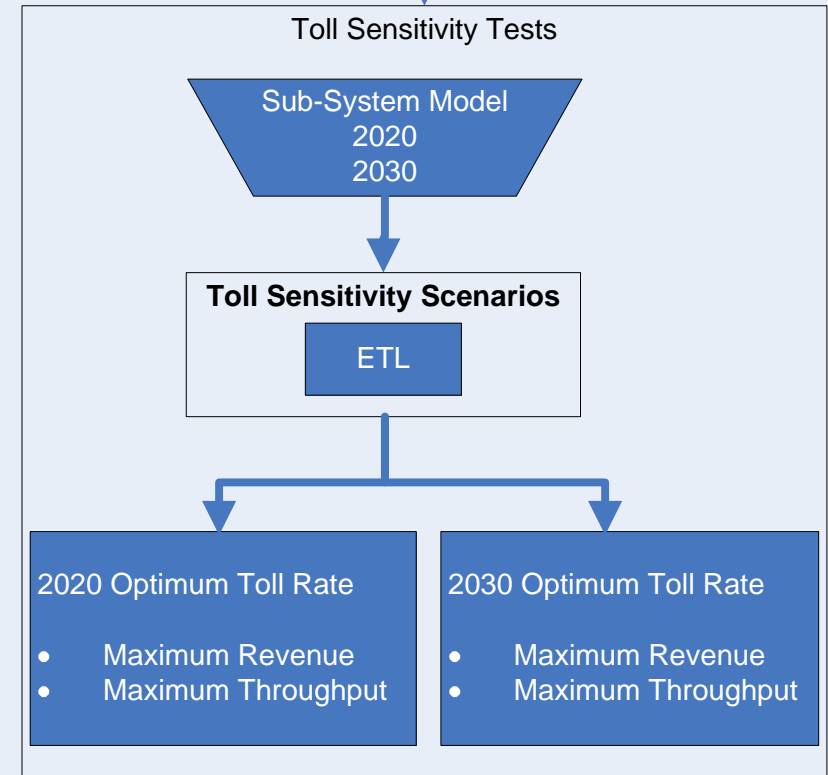 Toll Sensitivity Tests
Sub-System Model
2020
2030
Toll Sensitivity Scenarios
ETL
2020 Optimum Toll Rate
• Maximum Revenue
• Maximum Throughput
2030 Optimum Toll Rate
• Maximum Revenue
• Maximum Throughput